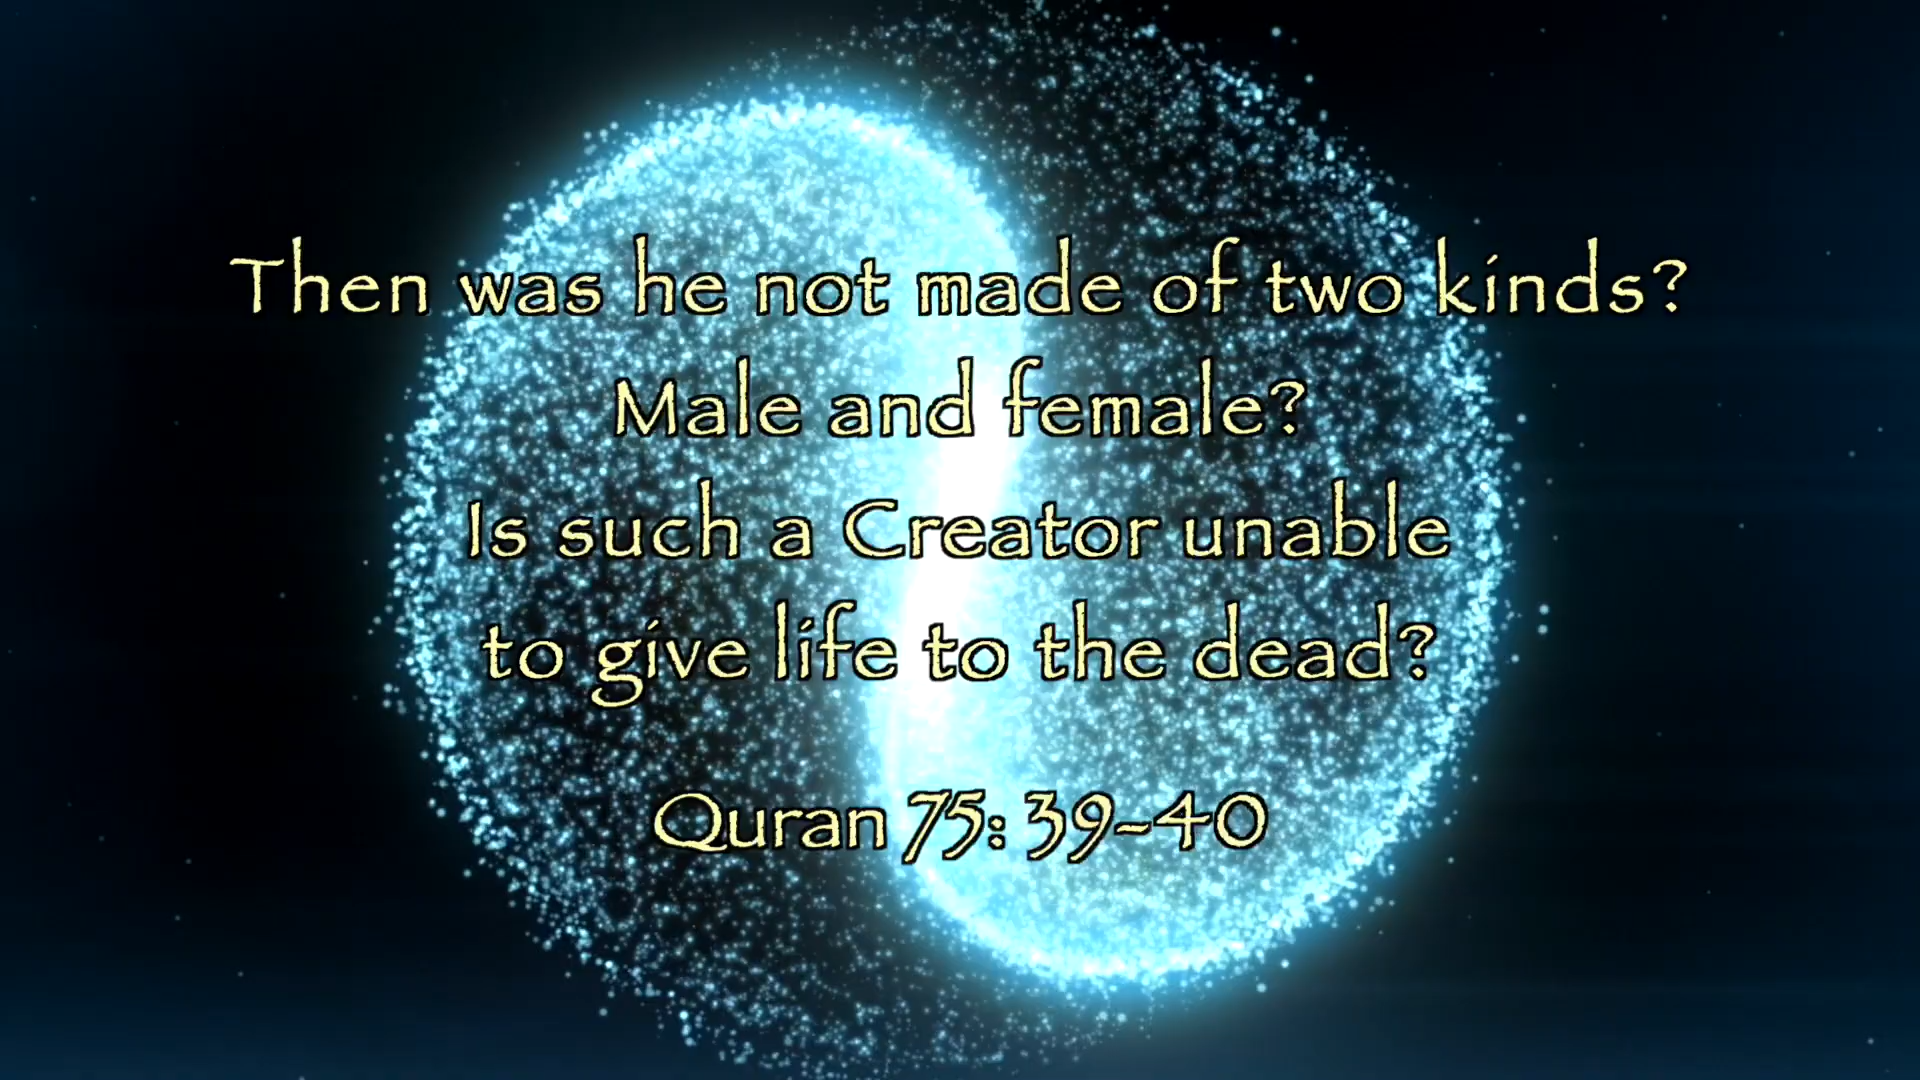 Then was he not made of two kinds?
Male and female?
Is such a Creator unable
to give life to the dead?
Quran 75: 39-40